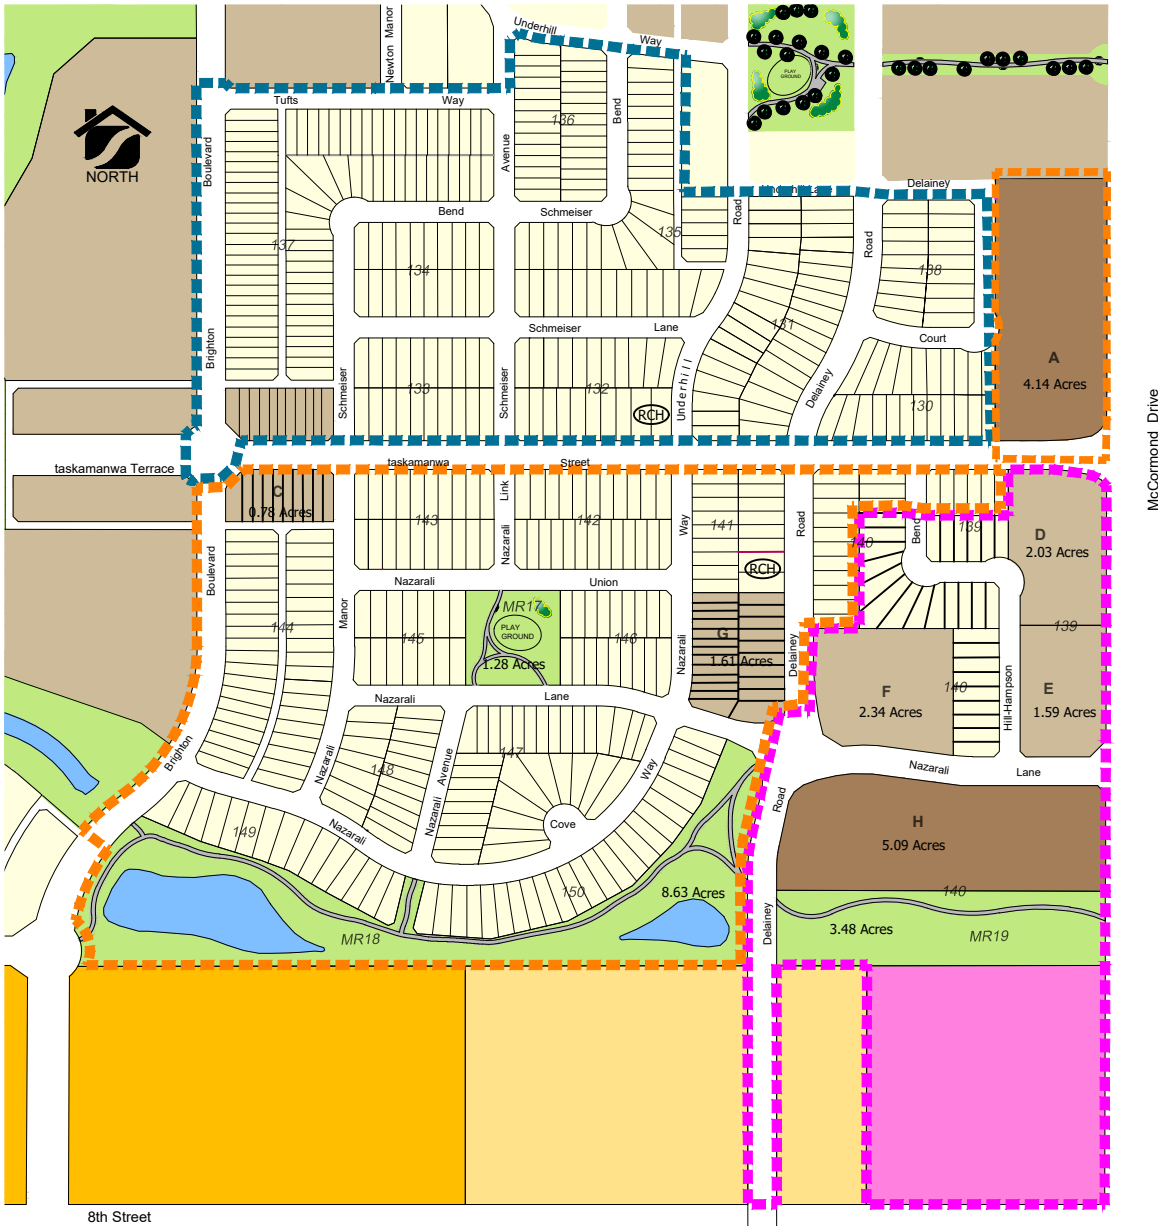 Underhill
Way
Newton Manor
PLAY
GROUND
Tufts
Way
136
Bend
Avenue
Boulevard
NORTH
Underhill Lane
Delainey
Bend
Schmeiser
Road
135
137
Road
134
138
131
Schmeiser
Lane
Court
Brighton
A
4.14 Acres
Schmeiser
133
Schmeiser
132
RCH
Underhill
Delainey
130
McCormond Drive
taskamanwa Terrace
taskamanwa
Street
C
0.78 Acres
Link
143
Nazarali
142
Way
141
Road
140
Bend
139
D
2.03 Acres
Boulevard
Nazarali
Union
RCH
Manor
MR17
PLAY
GROUND
144
145
146
1.28 Acres
Nazarali
G
1.61 Acres
Delainey
139
F
2.34 Acres
140
Hill-Hampson
E
1.59 Acres
Nazarali
Lane
Brighton
Nazarali
148
Avenue
147
Way
Nazarali
Lane
Road
149
Nazarali
Nazarali
Cove
H
5.09 Acres
150
8.63 Acres
140
MR18
Delainey
3.48 Acres
MR19
8th Street